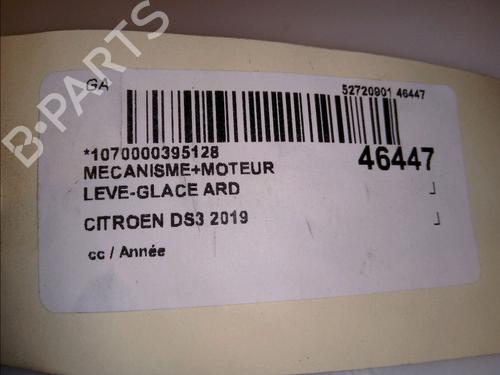 B-PARTS
GA
52720901 46447
*1070000395128
46447
MECANISME+MOTEUR
LEVE-GLACE ARD
CITROEN DS3 2019
cc / Année